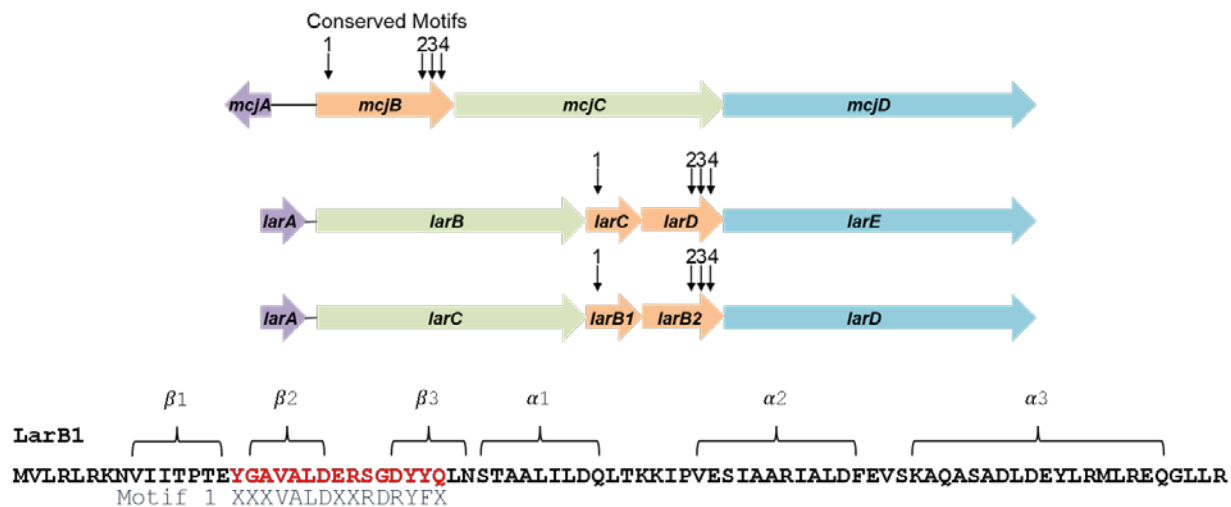 Conserved Motifs
1 234
mcjA mcjB mcjC mcjD
1 234
larA larB larC larD larE
1 234
larA larC larB1 larB2 larD
β1 β2 β3 α1 α2 α3
LarB1
MVLRLRKNVIITPTEYGAVALDERSGDYYQLNSTAALILDQLTKKIPVESIAARIALDFEVSKAQASADLDEYLRMLREQGLLR
Motif 1 XXXVALDXXRDRYFX